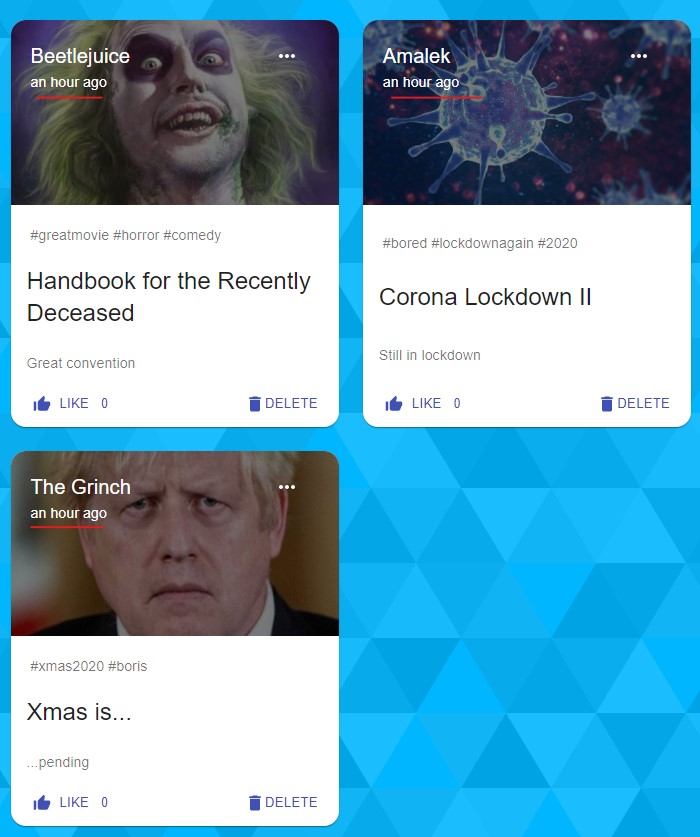 Beetlejuice
an hour ago
#greatmovie #horror #comedy
Handbook for the Recently
Deceased
Great convention
LIKE 0
DELETE
Amalek
an hour ago
#bored #lockdownagain #2020
Corona Lockdown II
Still in lockdown
LIKE 0
DELETE
The Grinch
an hour ago
#xmas2020 #boris
Xmas is...
...pending
LIKE 0
DELETE